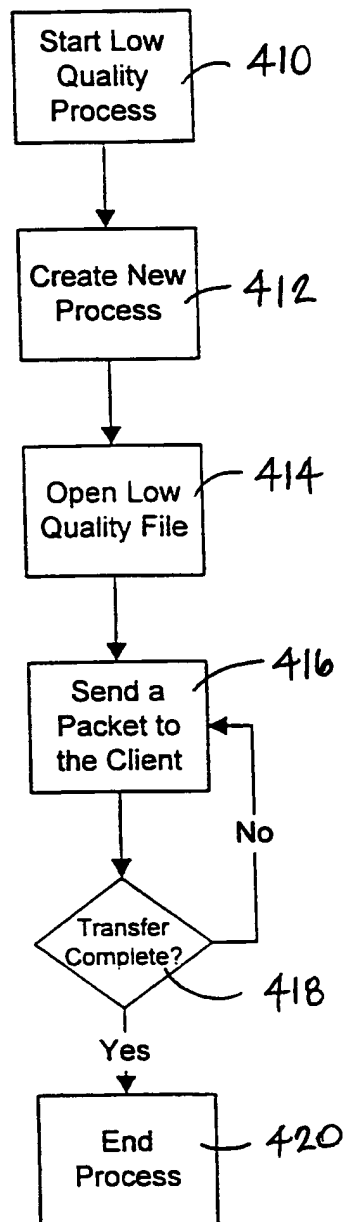 Start Low
Quality
Process
410
Create New
Process
412
Open Low
Quality File
414
Send a
Packet to
the Client
416
No
Transfer
Complete?
418
Yes
End
Process
420